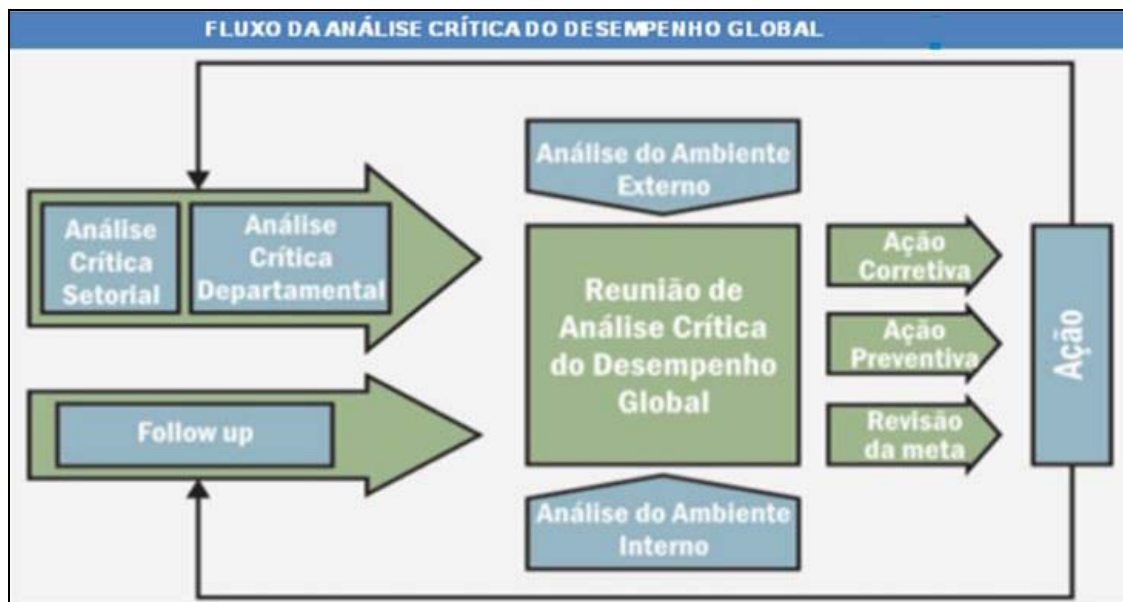 FLUXO DA ANÁLISE CRÍTICA DO DESEMPENHO GLOBAL
Análise
Crítica
Setorial
Análise
Crítica
Departamental
Follow up
Análise do Ambiente
Externo
Reunião de
Análise Crítica
do Desempenho
Global
Análise do Ambiente
Interno
Ação
Corretiva
Ação
Preventiva
Revisão
da meta
Ação